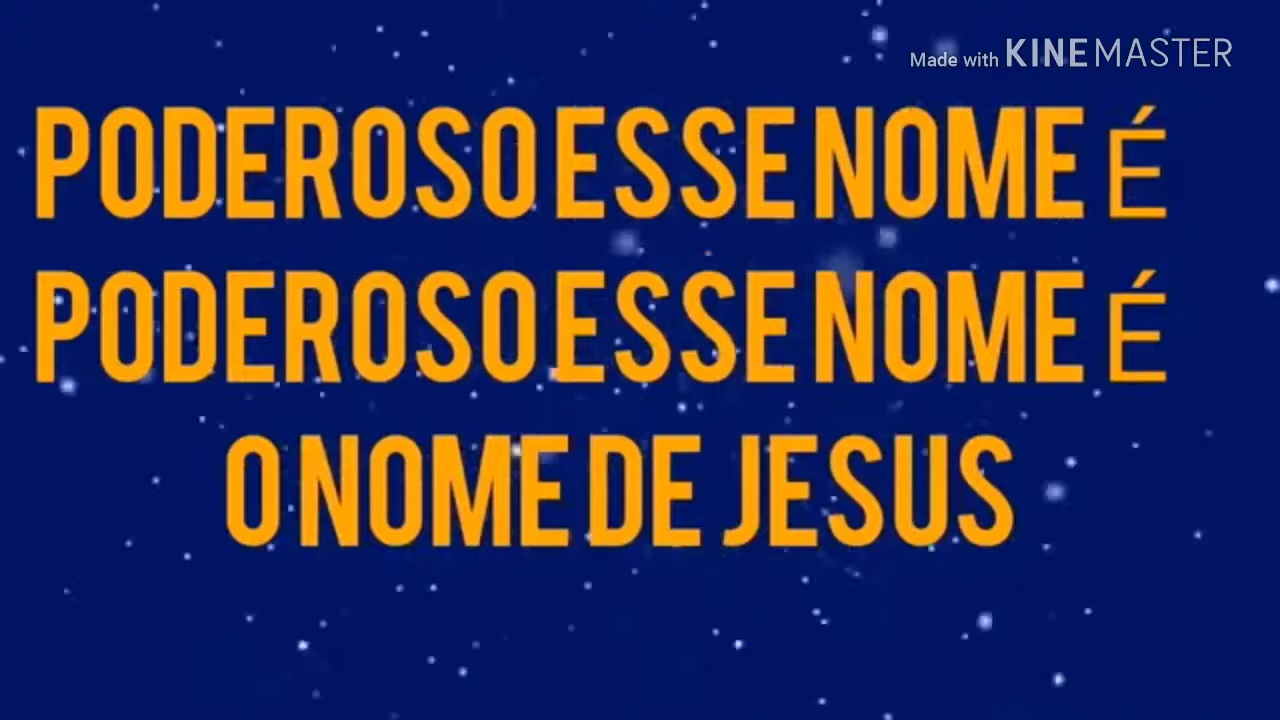 Made with KINEMASTER
PODEROSO ESSE NOME É
PODEROSO ESSE NOME É
O NOME DE JESUS